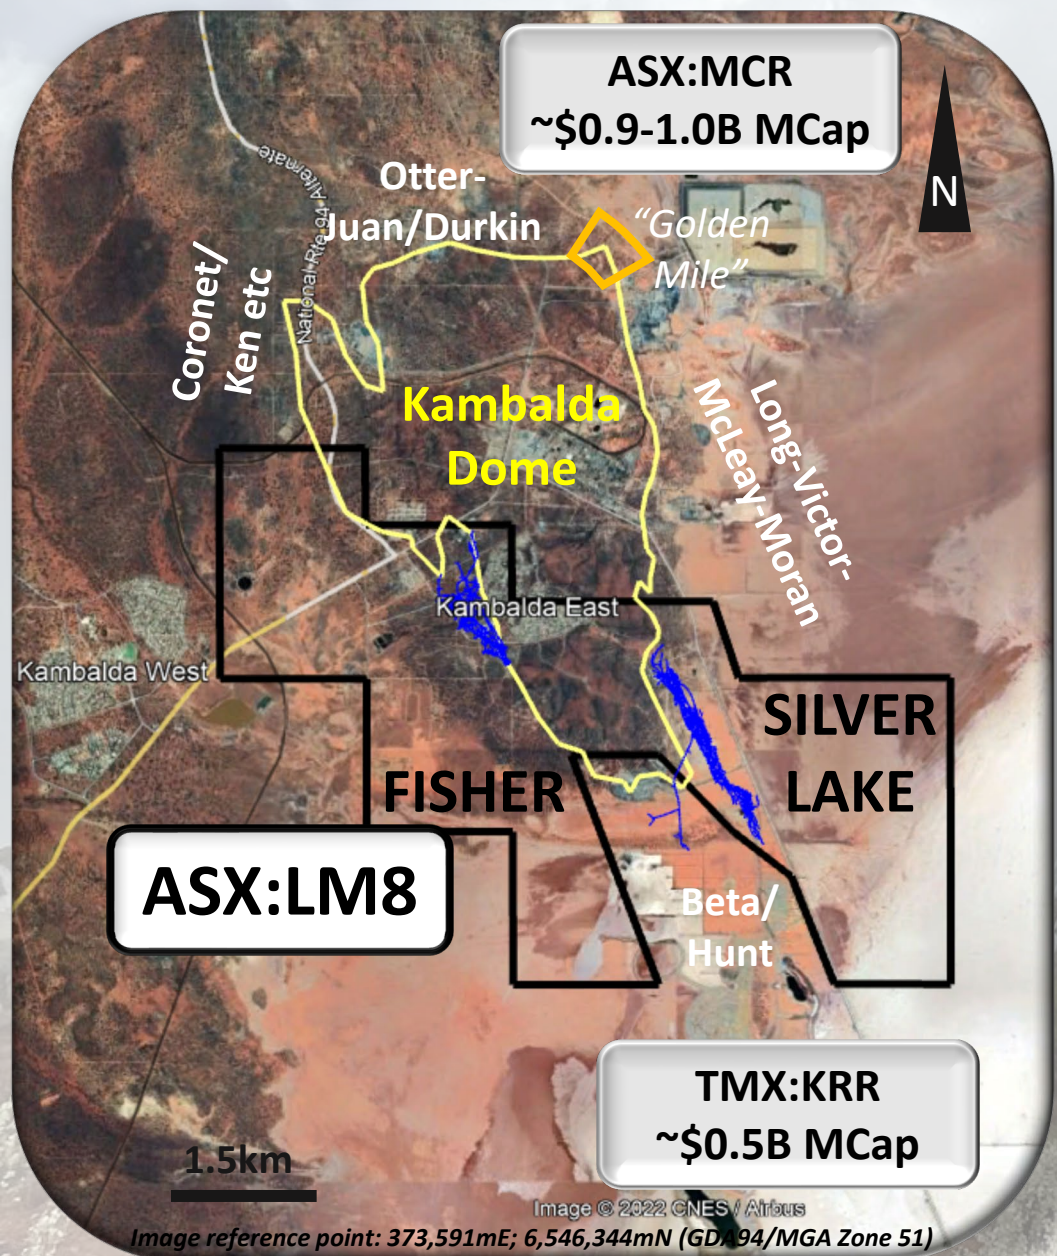 ASX:MCR
~$0.9-1.0B MCap
N
Otter-
Juan/Durkin
"Golden
Mile"
National Rte 94 Alternate
Coronet/
Ken etc
Kambalda
Dome
Long-Victor-
McLeay-Moran
Kambalda East
Kambalda West
SILVER
LAKE
FISHER
ASX:LM8
Beta/
Hunt
TMX:KRR
~$0.5B MCap
1.5km
Image © 2022 CNES / Airbus
Image reference point: 373,591mE; 6,546,344mN (GDA94/MGA Zone 51)